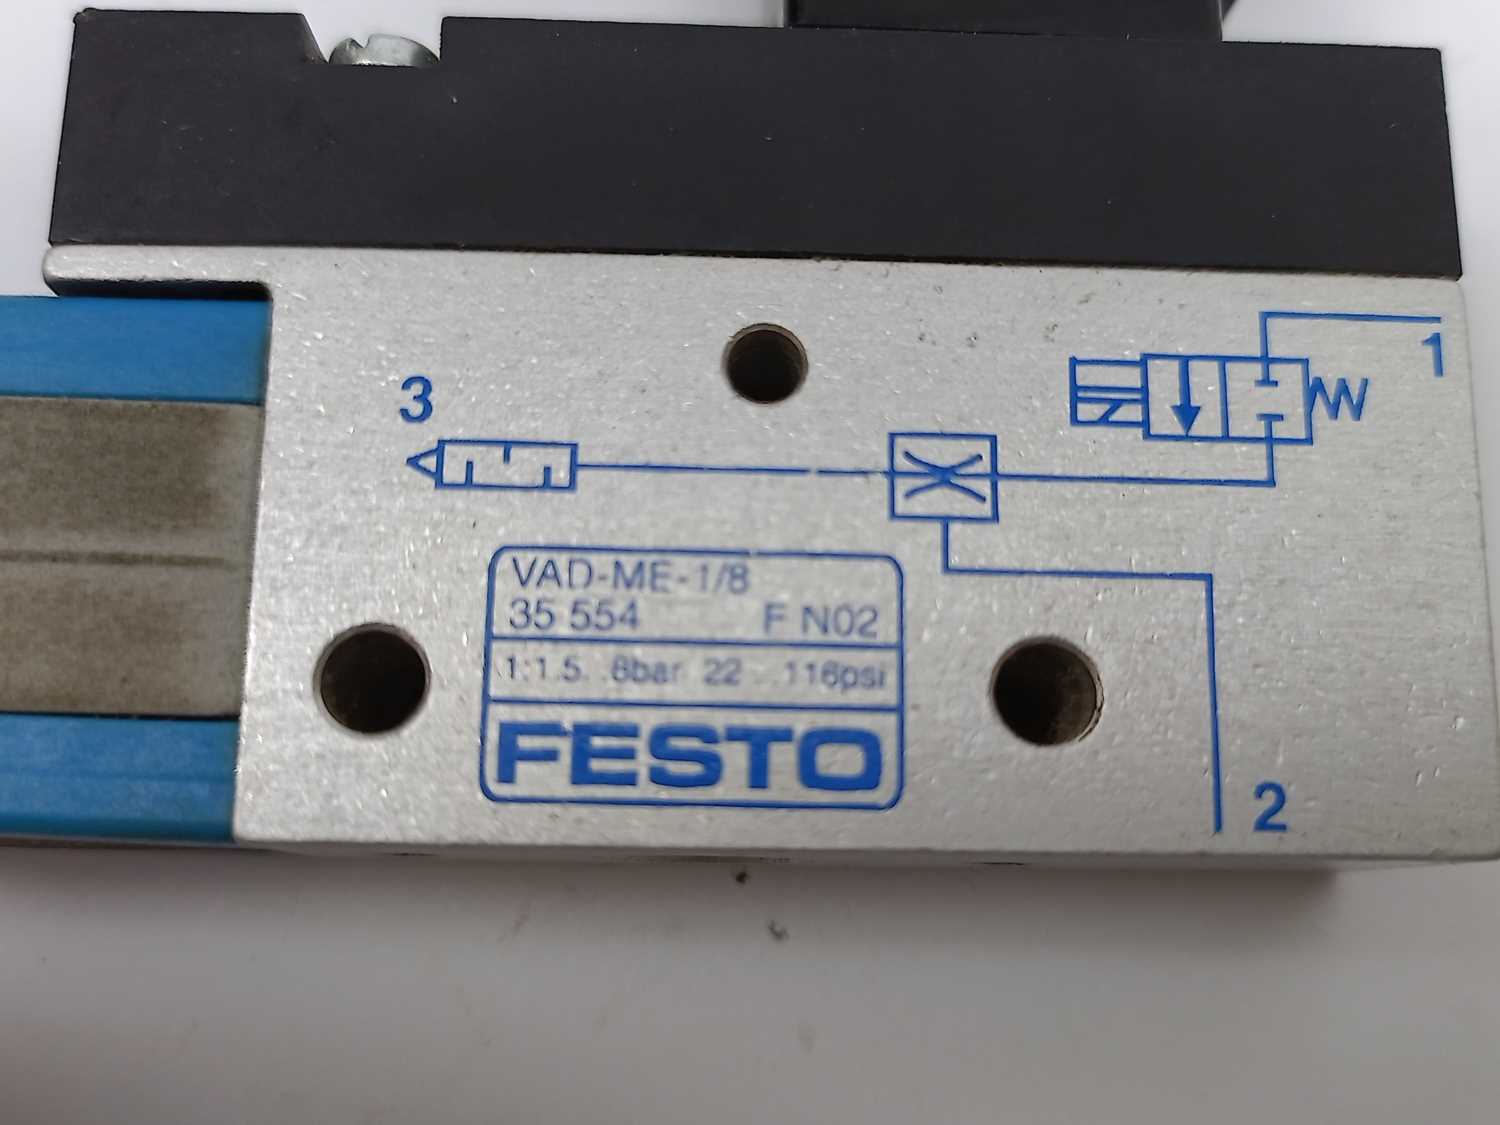 1
3
VAD-ME-1/8
35 554 F N02
1:1.5...8bar 22...116psi
FESTO
2